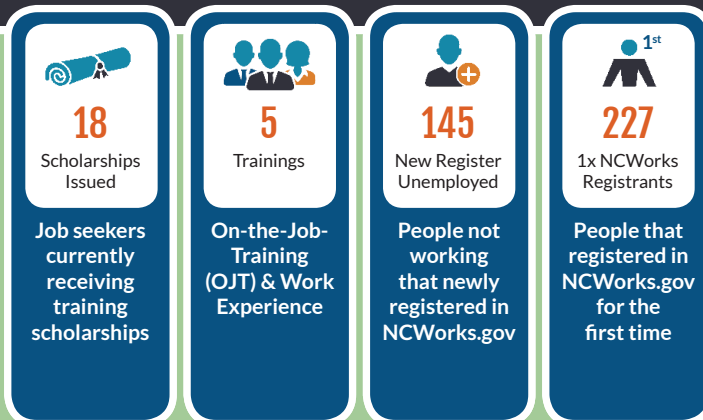 18
Scholarships
Issued
Job seekers
currently
receiving
training
scholarships
5
Trainings
On-the-Job-
Training
(OJT) & Work
Experience
145
New Register
Unemployed
People not
working
that newly
registered in
NCWorks.gov
1st
227
1x NCWorks
Registrants
People that
registered in
NCWorks.gov
for the
first time